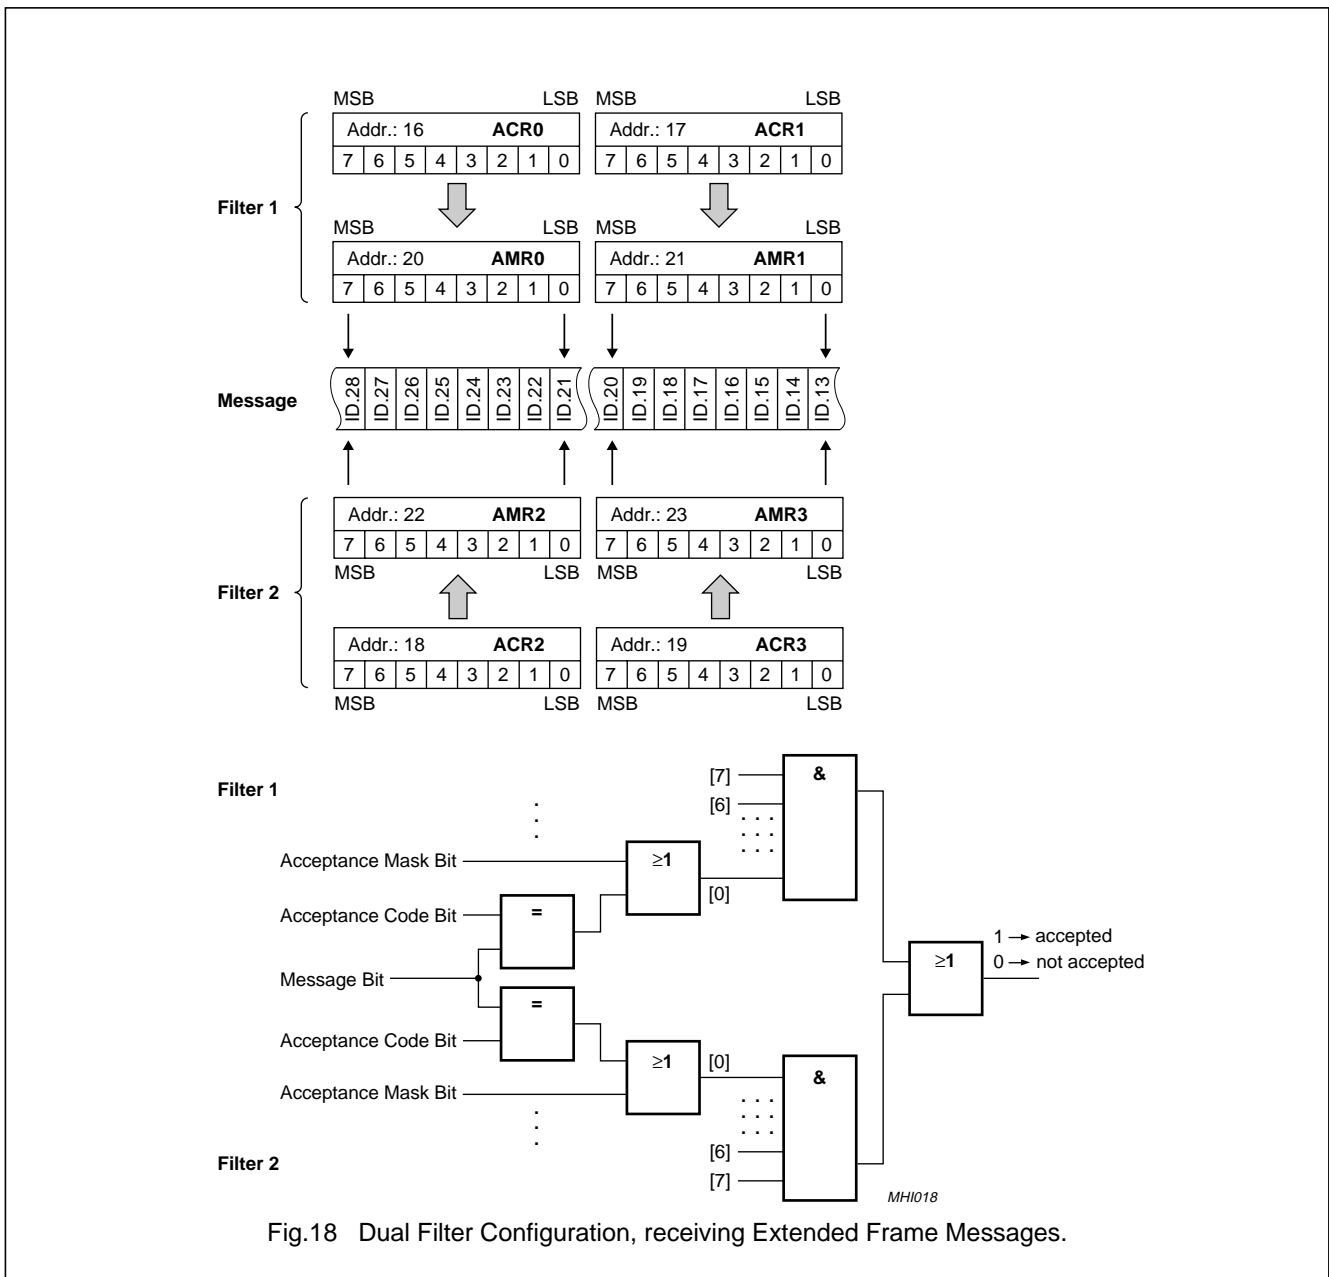 MSB LSB MSB LSB
Addr.: 16 ACR0 Addr.: 17 ACR1
7 6 5 4 3 2 1 0 7 6 5 4 3 2 1 0
Filter 1
MSB LSB MSB LSB
Addr.: 20 AMR0 Addr.: 21 AMR1
7 6 5 4 3 2 1 0 7 6 5 4 3 2 1 0
Message
ID.28 ID.27 ID.26 ID.25 ID.24 ID.23 ID.22 ID.21 ID.20 ID.19 ID.18 ID.17 ID.16 ID.15 ID.14 ID.13
Addr.: 22 AMR2 Addr.: 23 AMR3
7 6 5 4 3 2 1 0 7 6 5 4 3 2 1 0
MSB LSB MSB LSB
Filter 2
Addr.: 18 ACR2 Addr.: 19 ACR3
7 6 5 4 3 2 1 0 7 6 5 4 3 2 1 0
MSB LSB MSB LSB
Filter 1
[7] &
[6]
Acceptance Mask Bit ≥1
[0]
Acceptance Code Bit =
1 → accepted
Message Bit ≥1 0 → not accepted
=
Acceptance Code Bit
≥1 [0] &
Acceptance Mask Bit
[6]
Filter 2
[7]
MHI018
Fig.18 Dual Filter Configuration, receiving Extended Frame Messages.